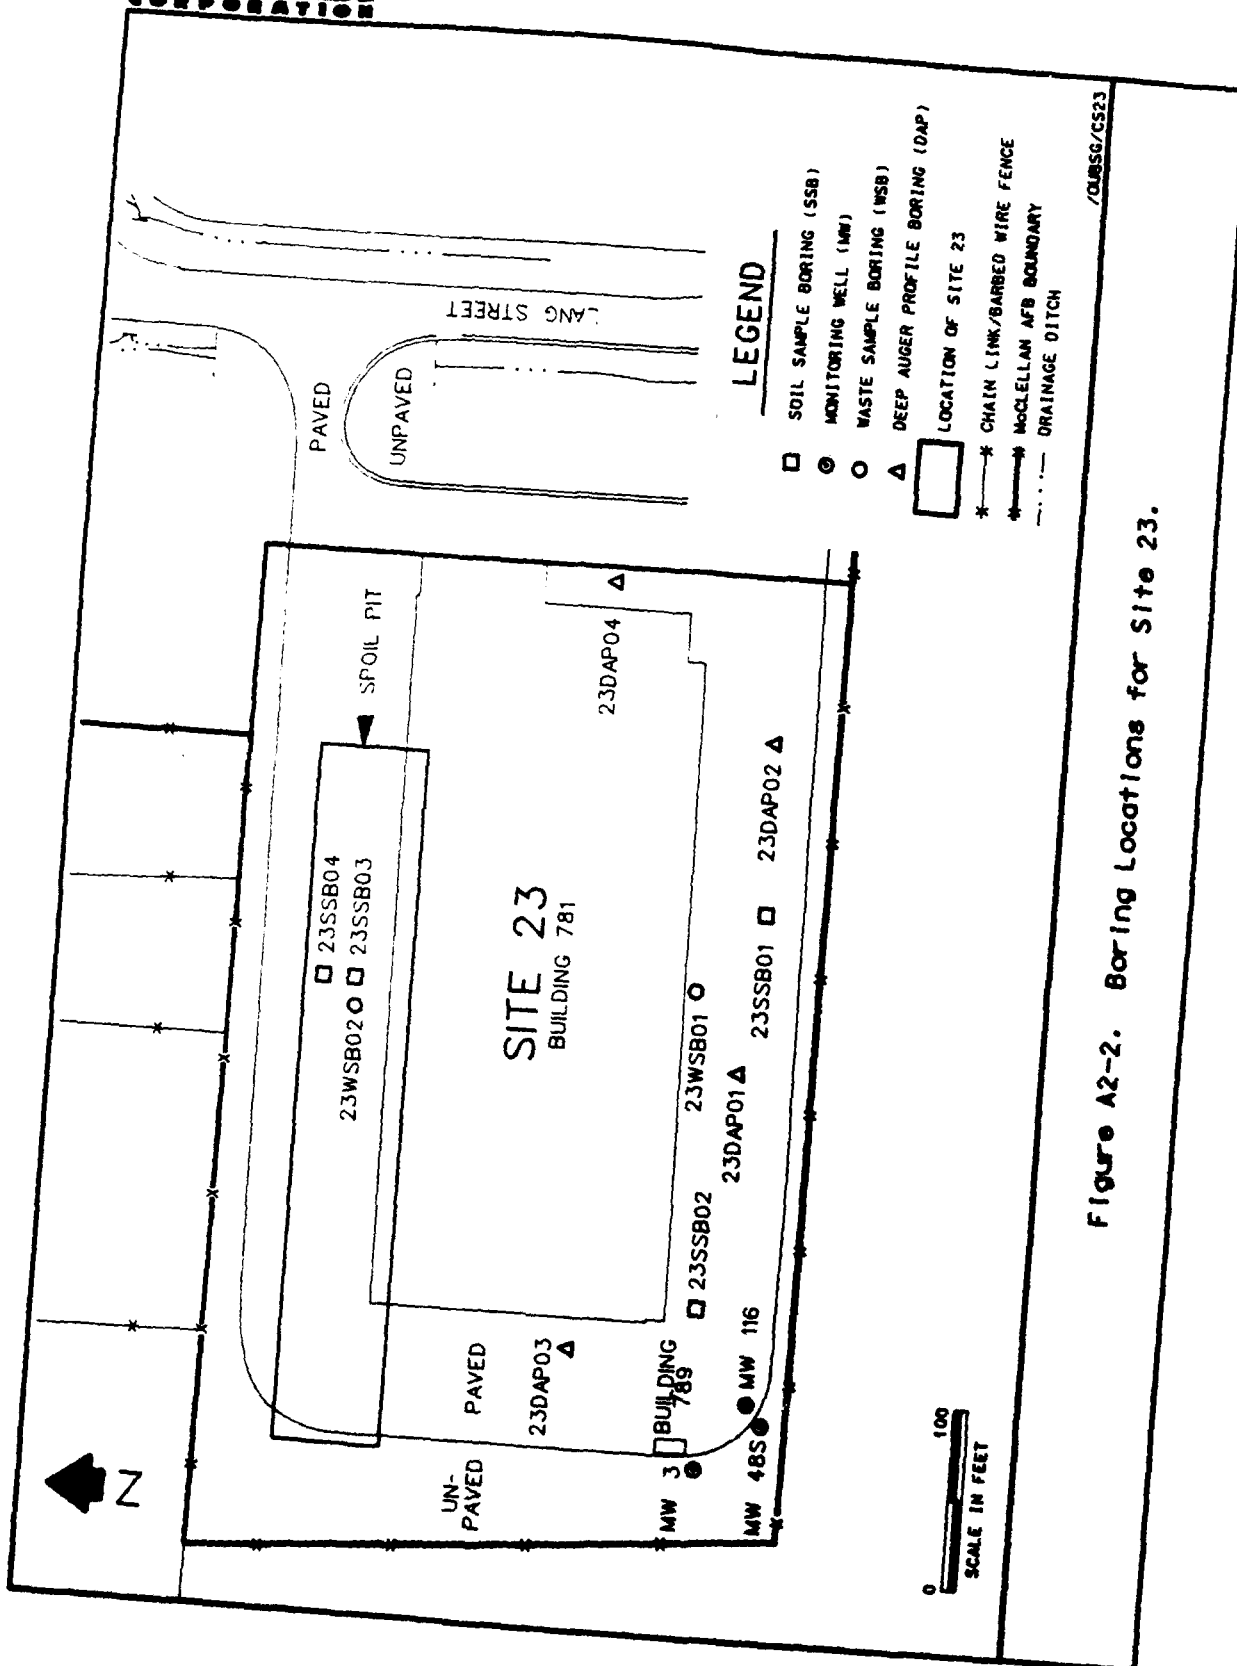 CORPORATION
N
PAVED
UNPAVED
LANG STREET
SPOIL PIT
23SSB04
23WSB02 23SSB03
SITE 23
BUILDING 781
23DAP04
UN-
PAVED
PAVED
23DAP03
BUILDING
789
MW 3
MW 48S
MW 116
23SSB02
23DAP01
23WSB01
23SSB01
23DAP02
LEGEND
SOIL SAMPLE BORING (SSB)
MONITORING WELL (MW)
WASTE SAMPLE BORING (WSB)
DEEP AUGER PROFILE BORING (DAP)
LOCATION OF SITE 23
CHAIN LINK/BARBED WIRE FENCE
McCLELLAN AFB BOUNDARY
DRAINAGE DITCH
0 100
SCALE IN FEET
/OUBSG/CS23
Figure A2-2. Boring Locations for Site 23.